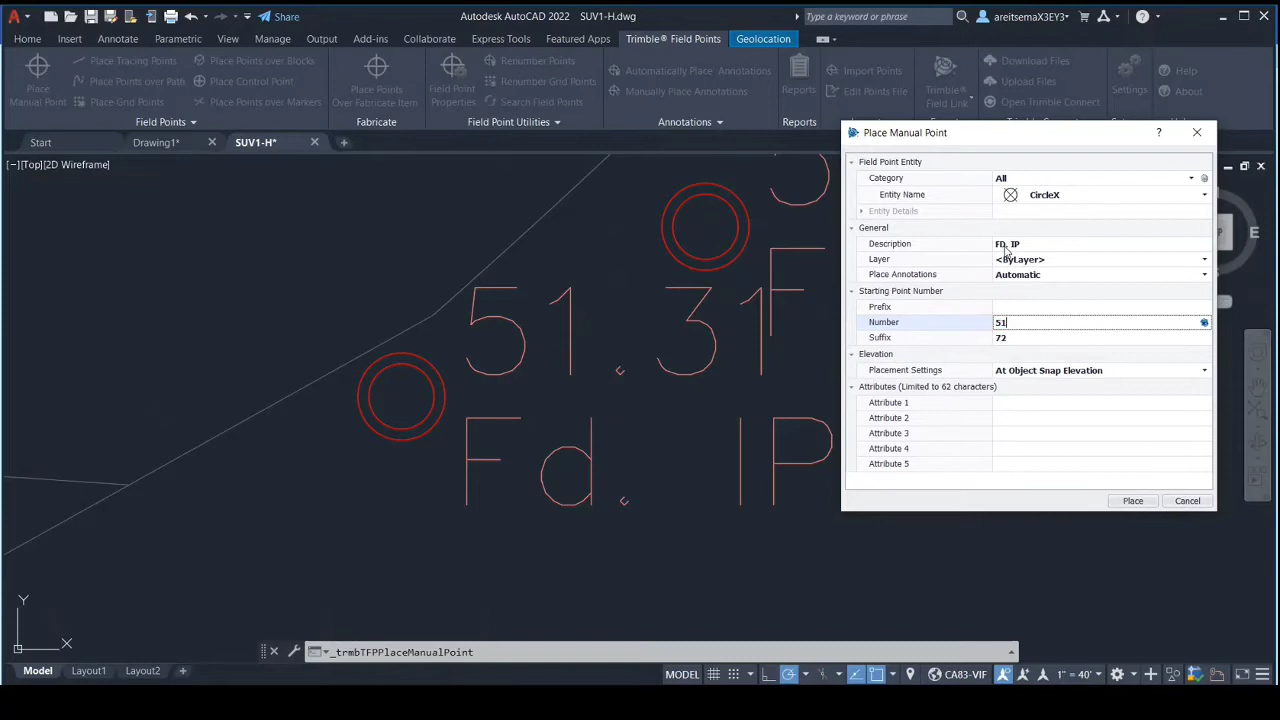 Share
Autodesk AutoCAD 2022 SUV1-H.dwg
Type a keyword or phrase
areitsemaX3EY3
Home Insert Annotate Parametric View Manage Output Add-ins Collaborate Express Tools Featured Apps Trimble® Field Points Geolocation
Place Manual Point
Place Tracing Points
Place Points over Path
Place Grid Points
Place Points over Blocks
Place Control Point
Place Points over Markers
Field Points
Place Points Over Fabricate Item
Fabricate
Field Point Properties
Renumber Points
Renumber Grid Points
Search Field Points
Field Point Utilities
Automatically Place Annotations
Manually Place Annotations
Annotations
Reports
Reports
Import Points
Edit Points File
Trimble® Field Link
Download Files
Upload Files
Open Trimble Connect
Settings
Help
About
Start Drawing1* SUV1-H*
[−][Top][2D Wireframe]
Place Manual Point
?
Field Point Entity
Category All
Entity Name CircleX
Entity Details
General
Description FD. IP
Layer <ByLayer>
Place Annotations Automatic
Starting Point Number
Prefix
Number 51
Suffix 72
Elevation
Placement Settings At Object Snap Elevation
Attributes (Limited to 62 characters)
Attribute 1
Attribute 2
Attribute 3
Attribute 4
Attribute 5
Place Cancel
E
F
51. 31
Fd. IP
Y
X
_trmbTFPPlaceManualPoint
Model Layout1 Layout2
MODEL
CA83-VIF
1" = 40'